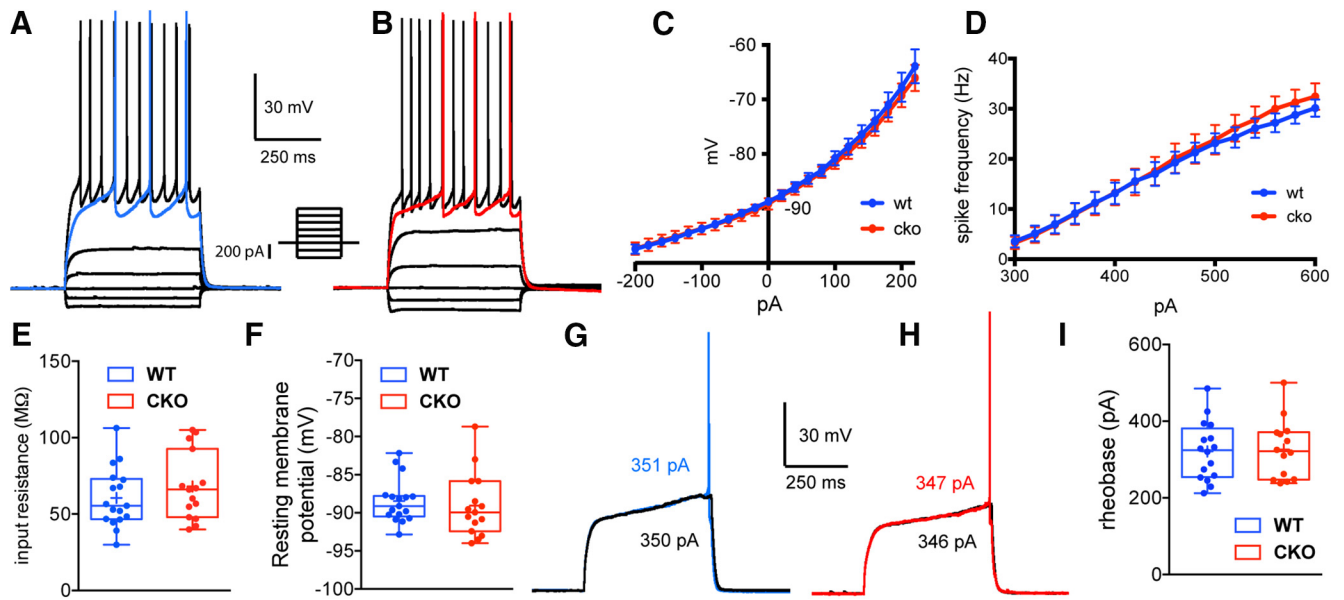 A
B
C
D
30 mV
250 ms
200 pA
-60
-70
-80
-90
mV
-200
-100
0
100
200
pA
wt
cko
spike frequency (Hz)
50
40
30
20
10
0
300
400
500
600
pA
wt
cko
E
F
G
H
I
input resistance (MΩ)
150
100
50
0
WT
CKO
Resting membrane
potential (mV)
-70
-75
-80
-85
-90
-95
-100
WT
CKO
351 pA
350 pA
30 mV
250 ms
347 pA
346 pA
rheobase (pA)
600
400
200
0
WT
CKO